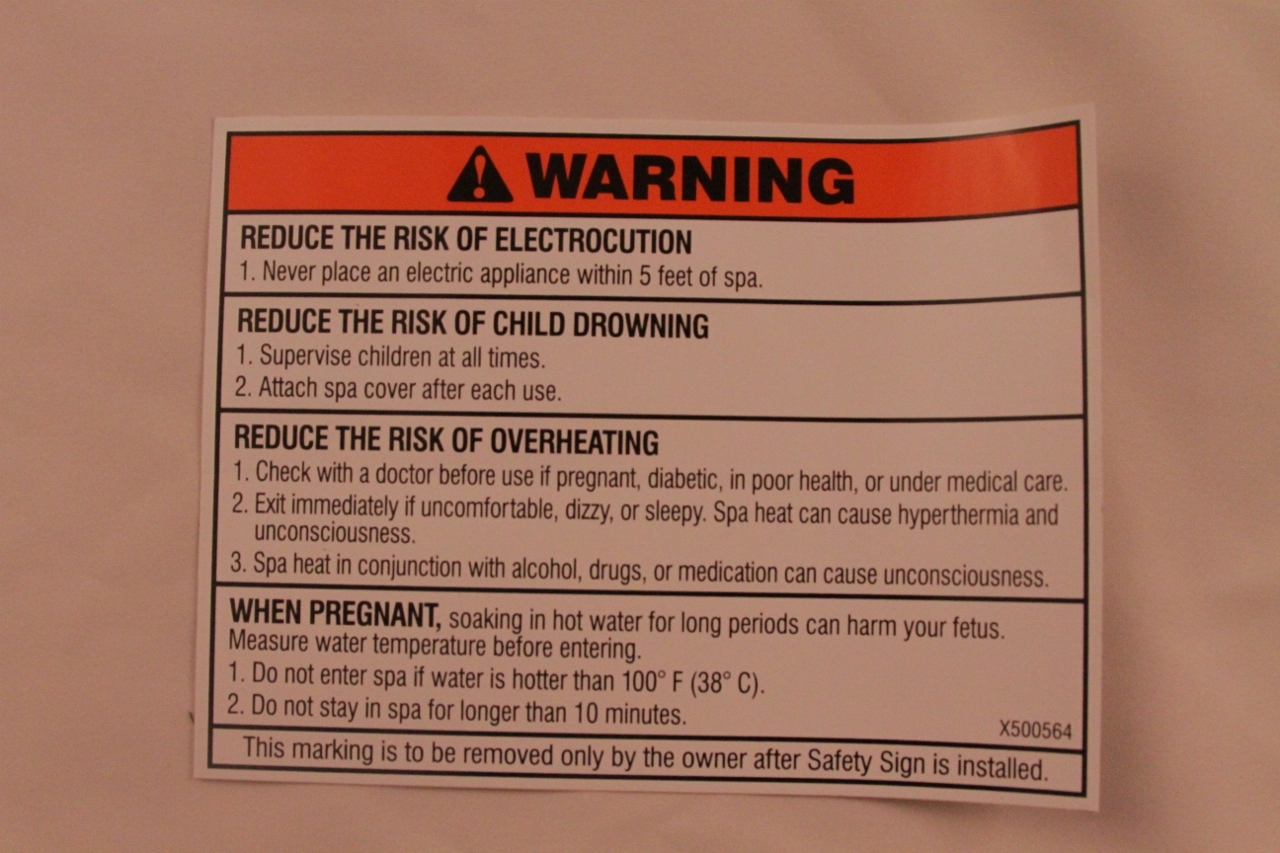 WARNING
REDUCE THE RISK OF ELECTROCUTION
1. Never place an electric appliance within 5 feet of spa.
REDUCE THE RISK OF CHILD DROWNING
1. Supervise children at all times.
2. Attach spa cover after each use.
REDUCE THE RISK OF OVERHEATING
1. Check with a doctor before use if pregnant, diabetic, in poor health, or under medical care.
2. Exit immediately if uncomfortable, dizzy, or sleepy. Spa heat can cause hyperthermia and
unconsciousness.
3. Spa heat in conjunction with alcohol, drugs, or medication can cause unconsciousness.
WHEN PREGNANT, soaking in hot water for long periods can harm your fetus.
Measure water temperature before entering.
1. Do not enter spa if water is hotter than 100° F (38° C).
2. Do not stay in spa for longer than 10 minutes.
X500564
This marking is to be removed only by the owner after Safety Sign is installed.